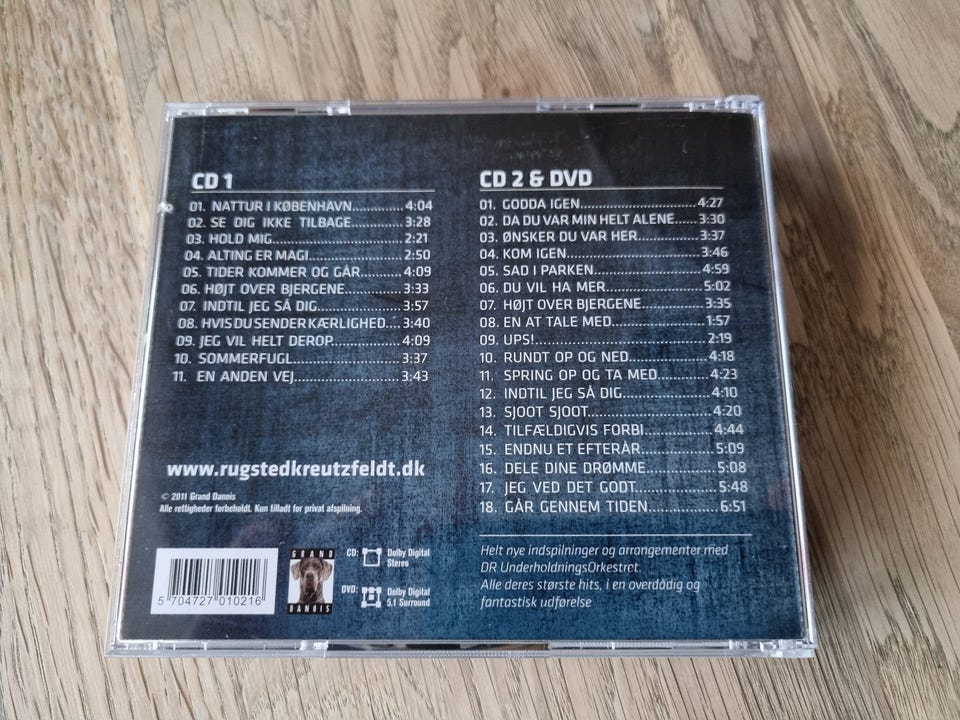 CD 1
01. NATTUR I KØBENHAVN............4:04
02. SE DIG IKKE TILBAGE............3:28
03. HOLD MIG............2:21
04. ALTING ER MAGI............2:50
05. TIDER KOMMER OG GÅR............4:09
06. HØJT OVER BJERGENE............3:33
07. INDTIL JEG SÅ DIG............3:57
08. HVIS DU SENDER KÆRLIGHED....3:40
09. JEG VIL HELT DEROP............4:09
10. SOMMERFUGL............3:37
11. EN ANDEN VEJ............3:43
www.rugstedkreutzfeldt.dk
© 2011 Grand Danois
Alle rettigheder forbeholdt. Kun tilladt for privat afspilning.
5 704727 010216
GRAND
DANOIS
CD: Dolby Digital
Stereo
DVD: Dolby Digital
5.1 Surround
CD 2 & DVD
01. GODDA IGEN............4:27
02. DA DU VAR MIN HELT ALENE....3:30
03. ØNSKER DU VAR HER............3:37
04. KOM IGEN............3:46
05. SAD I PARKEN............4:59
06. DU VIL HA MER............5:02
07. HØJT OVER BJERGENE............3:35
08. EN AT TALE MED............1:57
09. UPS!............2:19
10. RUNDT OP OG NED............4:18
11. SPRING OP OG TA MED............4:23
12. INDTIL JEG SÅ DIG............4:10
13. SJOOT SJOOT............4:20
14. TILFÆLDIGVIS FORBI............4:44
15. ENDNU ET EFTERÅR............5:09
16. DELE DINE DRØMME............5:08
17. JEG VED DET GODT............5:48
18. GÅR GENNEM TIDEN............6:51
Helt nye indspilninger og arrangementer med
DR UnderholdningsOrkestret.
Alle deres største hits, i en overdådig og
fantastisk udførelse